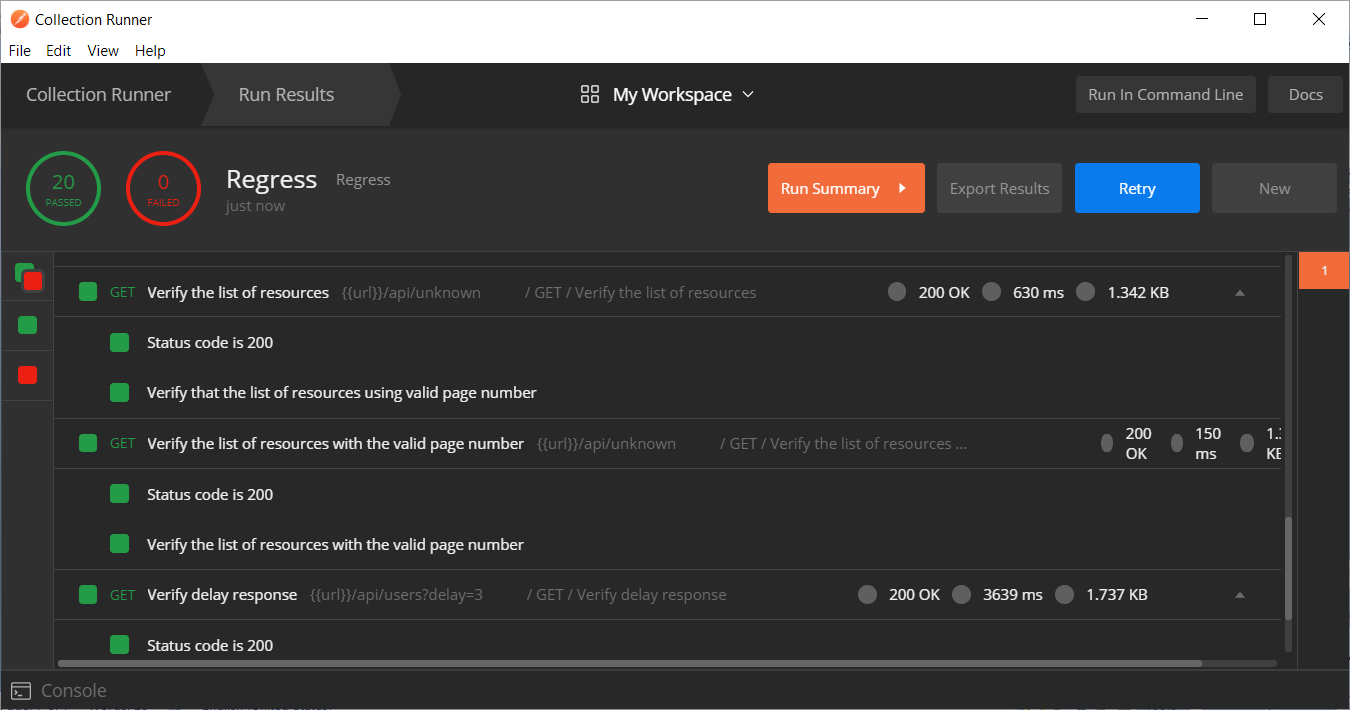 Collection Runner
File Edit View Help
Collection Runner Run Results My Workspace Run In Command Line Docs
20 PASSED
0 FAILED
Regress Regress
just now
Run Summary Export Results Retry New
1
GET Verify the list of resources {{url}}/api/unknown / GET / Verify the list of resources 200 OK 630 ms 1.342 KB
Status code is 200
Verify that the list of resources using valid page number
GET Verify the list of resources with the valid page number {{url}}/api/unknown / GET / Verify the list of resources ... 200 OK 150 ms
Status code is 200
Verify the list of resources with the valid page number
GET Verify delay response {{url}}/api/users?delay=3 / GET / Verify delay response 200 OK 3639 ms 1.737 KB
Status code is 200
Console